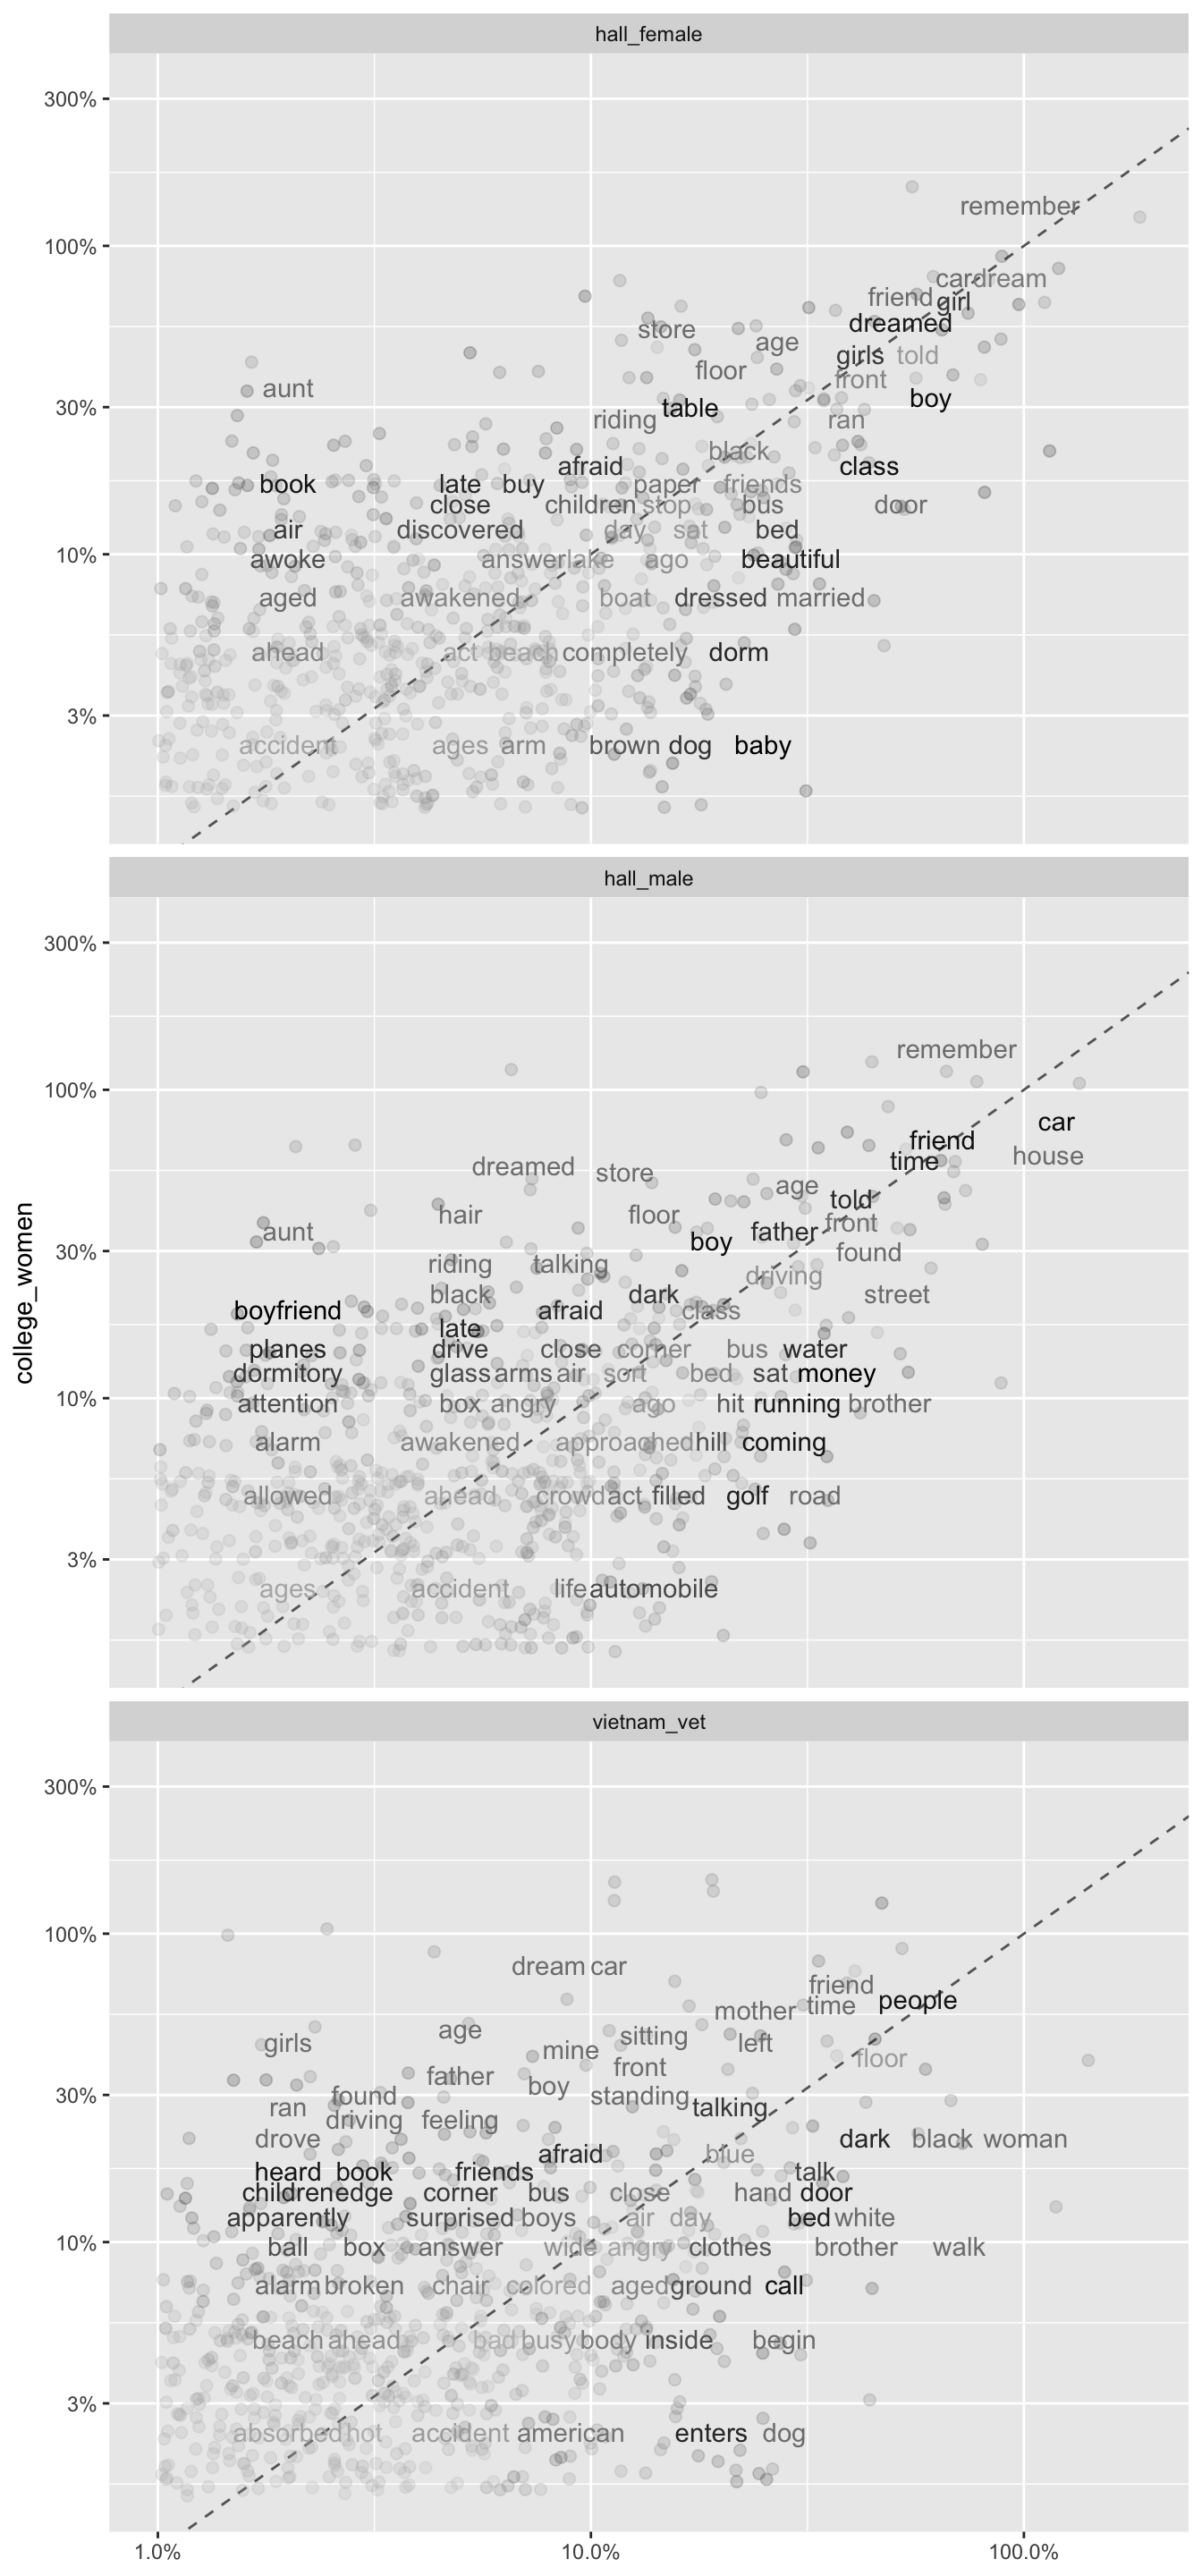 hall_female
300%
remember
100%
car dream
friend girl
dreamed
store
age
girls told
floor
front
aunt
boy
30%
table
riding
ran
black
afraid
class
book late buy paper friends
close children stop bus door
air discovered day sat bed
10%
awoke answer lake ago beautiful
aged awakened boat dressed married
ahead act beach completely dorm
3%
accident ages arm brown dog baby
hall_male
300%
remember
100%
car
friend
time house
dreamed store
age
told
hair floor front
aunt father
boy found
30%
riding talking driving
black dark street
boyfriend afraid class
late
planes drive close corner bus water
dormitory glass arms air sort bed sat money
10%
attention box angry ago hit running brother
alarm awakened approached hill coming
allowed ahead crowd act filled golf road
3%
ages accident life automobile
college_women
vietnam_vet
300%
100%
dream car
friend
time people
mother
age sitting
girls left
mine floor
front
father
boy
30%
found standing
ran talking
driving feeling
drove dark black woman
afraid blue
heard book friends talk
children edge corner bus close hand door
apparently surprised boys air day bed white
10%
ball box answer wide angry clothes brother walk
alarm broken chair colored aged ground call
beach ahead bad busy body inside begin
3%
absorbed hot accident american enters dog
1.0% 10.0% 100.0%